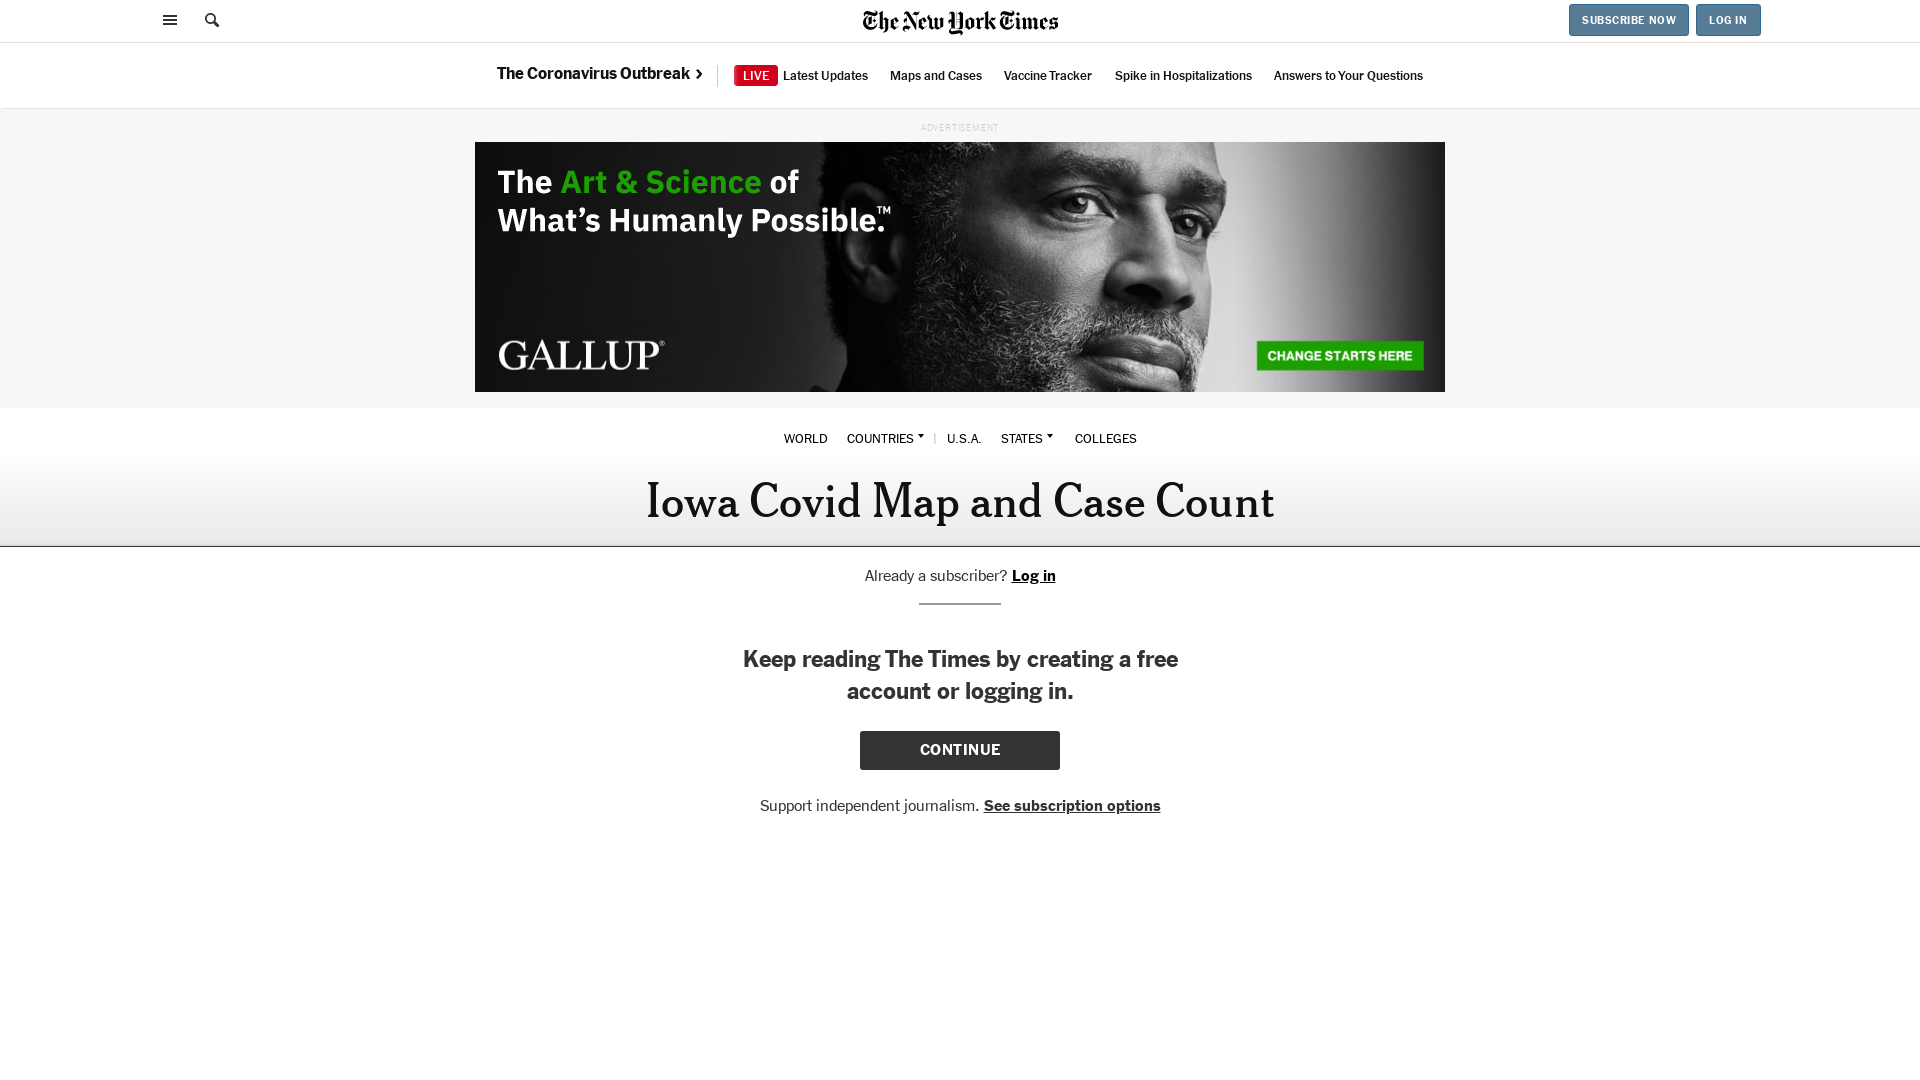 The New York Times
SUBSCRIBE NOW
LOG IN
The Coronavirus Outbreak
LIVE Latest Updates
Maps and Cases
Vaccine Tracker
Spike in Hospitalizations
Answers to Your Questions
ADVERTISEMENT
The Art & Science of
What's Humanly Possible.™
GALLUP®
CHANGE STARTS HERE
WORLD
COUNTRIES
U.S.A.
STATES
COLLEGES
Iowa Covid Map and Case Count
Already a subscriber? Log in
Keep reading The Times by creating a free
account or logging in.
CONTINUE
Support independent journalism. See subscription options